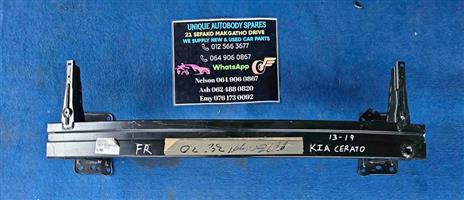 UNIQUE AUTOBODY SPARES
21 SEFAKO MAKGATHO DRIVE
WE SUPPLY NEW & USED CAR PARTS
012 566 3677
064 906 0867
WhatsApp
Nelson 064 906 0867
Ash 062 488 0820
Emy 076 173 0092
FR
13-19
KIA CERATO